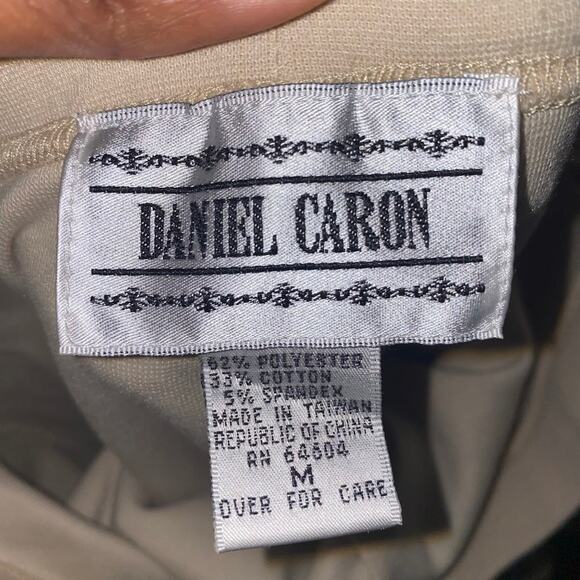 DANIEL CARON
62% POLYESTER
33% COTTON
5% SPANDEX
MADE IN TAIWAN
REPUBLIC OF CHINA
RN 64604
M
OVER FOR CARE